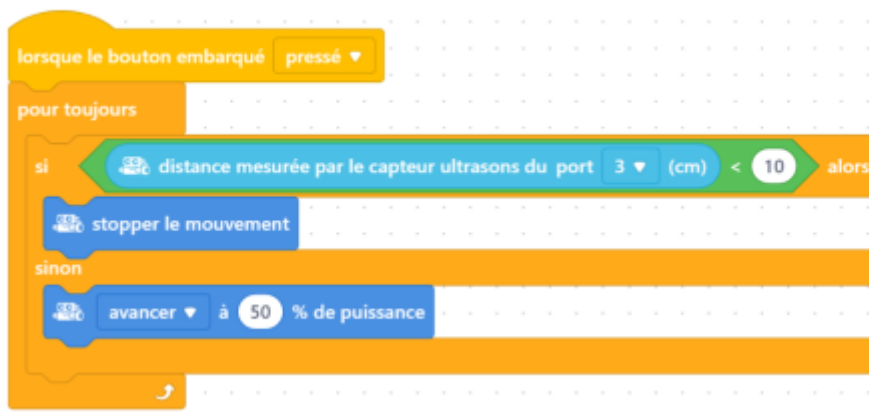 lorsque le bouton embarqué pressé
pour toujours
si distance mesurée par le capteur ultrasons du port 3 (cm) < 10 alors
stopper le mouvement
sinon
avancer à 50 % de puissance